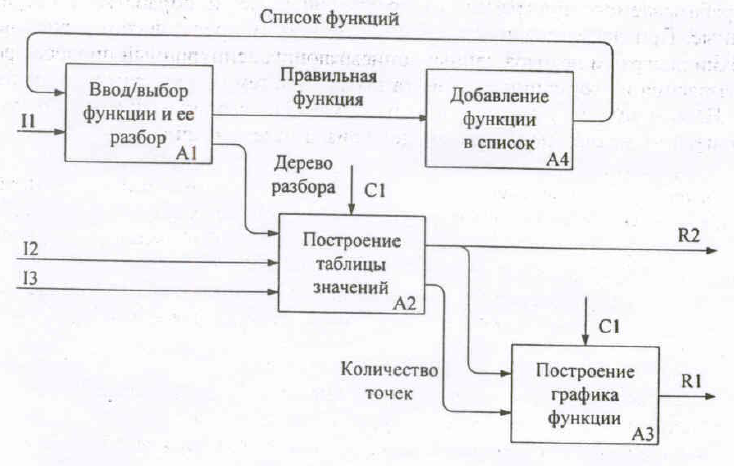 Список функций
Ввод/выбор
функции и ее
разбор
A1
I1
Правильная
функция
Добавление
функции
в список
A4
Дерево
разбора
C1
Построение
таблицы
значений
A2
I2
I3
R2
C1
Количество
точек
Построение
графика
функции
A3
R1